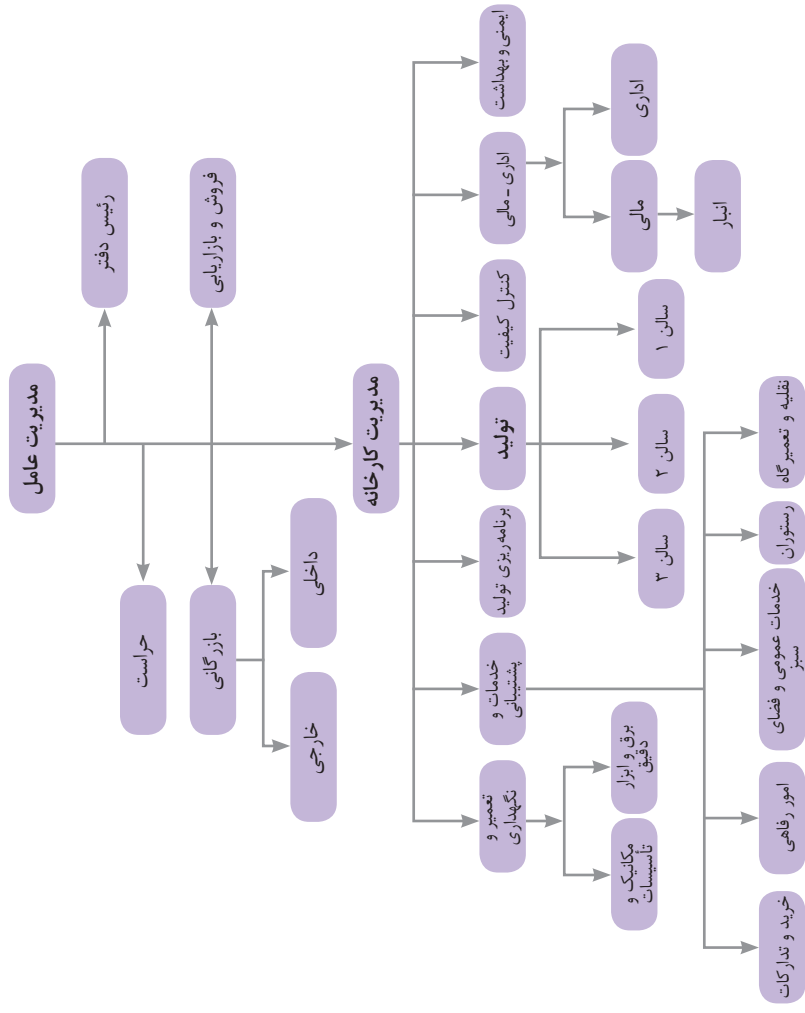 مدیریت عامل
رئیس دفتر
حراست
فروش و بازاریابی
بازرگانی
داخلی
خارجی
مدیریت کارخانه
ایمنی و بهداشت
اداری - مالی
کنترل کیفیت
تولید
برنامه ریزی تولید
خدمات و
پشتیبانی
تعمیر و
نگهداری
اداری
مالی
انبار
سالن ۱
سالن ۲
سالن ۳
برق و ابزار
دقیق
مکانیک و
تأسیسات
نقلیه و تعمیرگاه
رستوران
خدمات عمومی و فضای
سبز
امور رفاهی
خرید و تدارکات